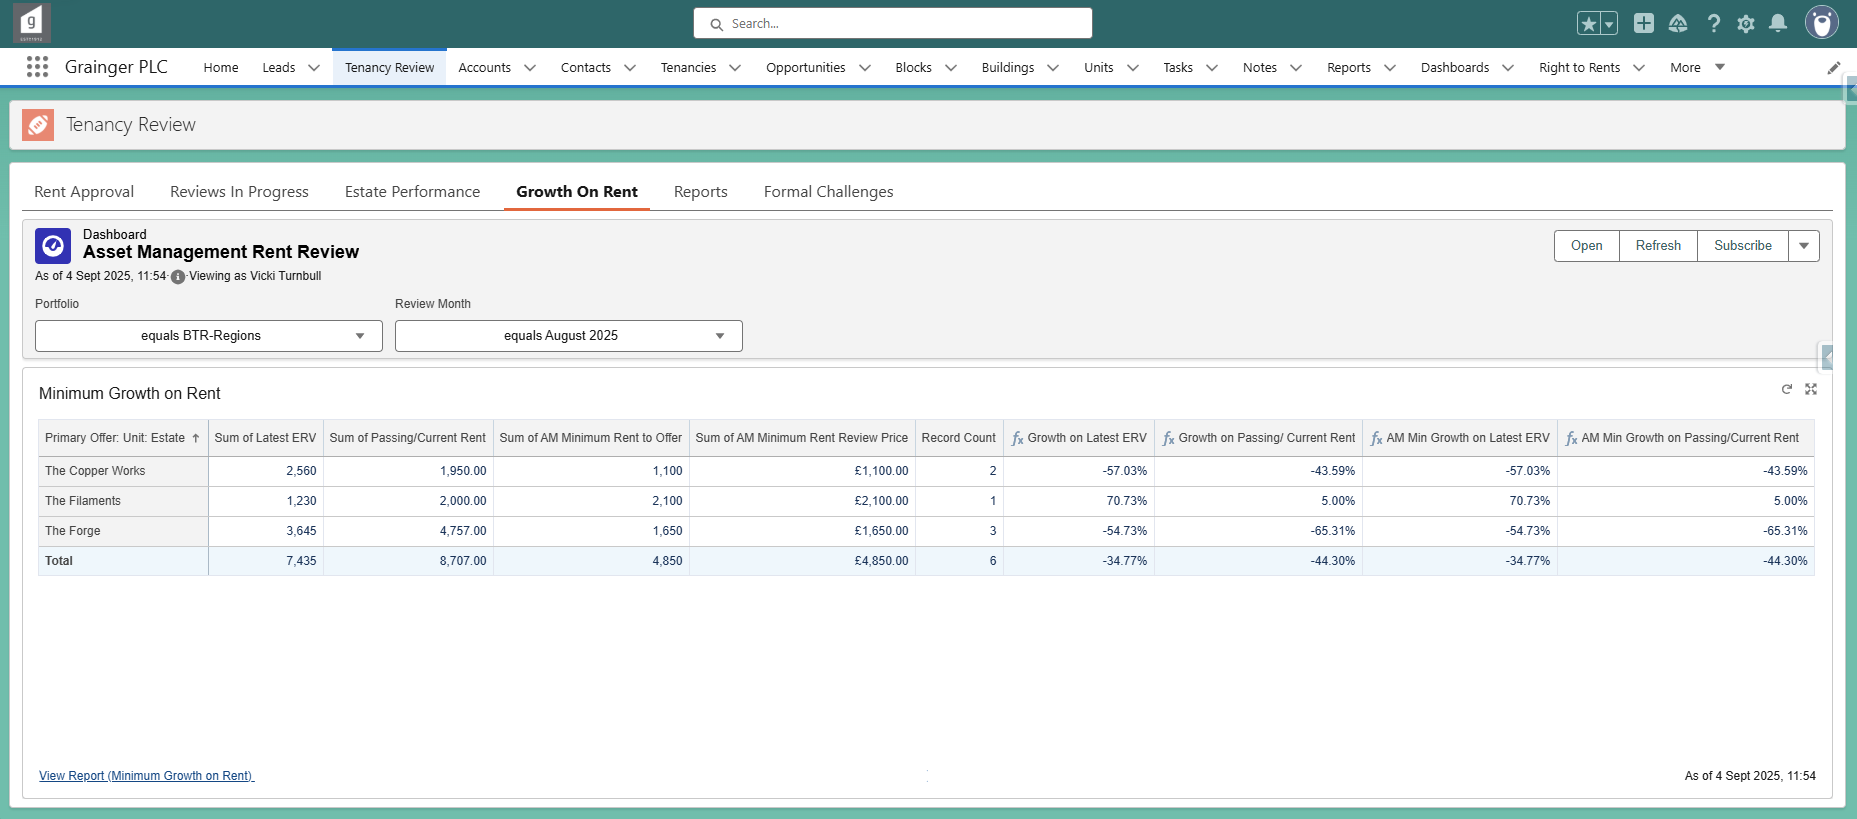 g
Search...
Grainger PLC Home Leads Tenancy Review Accounts Contacts Tenancies Opportunities Blocks Buildings Units Tasks Notes Reports Dashboards Right to Rents More
Tenancy Review
Rent Approval Reviews In Progress Estate Performance Growth On Rent Reports Formal Challenges
Dashboard
Asset Management Rent Review
As of 4 Sept 2025, 11:54 Viewing as Vicki Turnbull
Open Refresh Subscribe
Portfolio Review Month
equals BTR-Regions equals August 2025
Minimum Growth on Rent
Primary Offer: Unit: Estate ↑ Sum of Latest ERV Sum of Passing/Current Rent Sum of AM Minimum Rent to Offer Sum of AM Minimum Rent Review Price Record Count fx Growth on Latest ERV fx Growth on Passing/ Current Rent fx AM Min Growth on Latest ERV fx AM Min Growth on Passing/Current Rent
The Copper Works 2,560 1,950.00 1,100 £1,100.00 2 -57.03% -43.59% -57.03% -43.59%
The Filaments 1,230 2,000.00 2,100 £2,100.00 1 70.73% 5.00% 70.73% 5.00%
The Forge 3,645 4,757.00 1,650 £1,650.00 3 -54.73% -65.31% -54.73% -65.31%
Total 7,435 8,707.00 4,850 £4,850.00 6 -34.77% -44.30% -34.77% -44.30%
View Report (Minimum Growth on Rent) As of 4 Sept 2025, 11:54